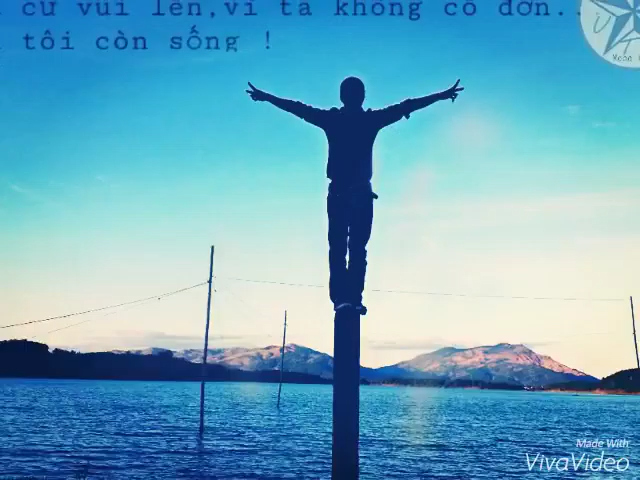 cứ vui lên,vì ta không cô đơn..
tôi còn sống !
Made With
VivaVideo